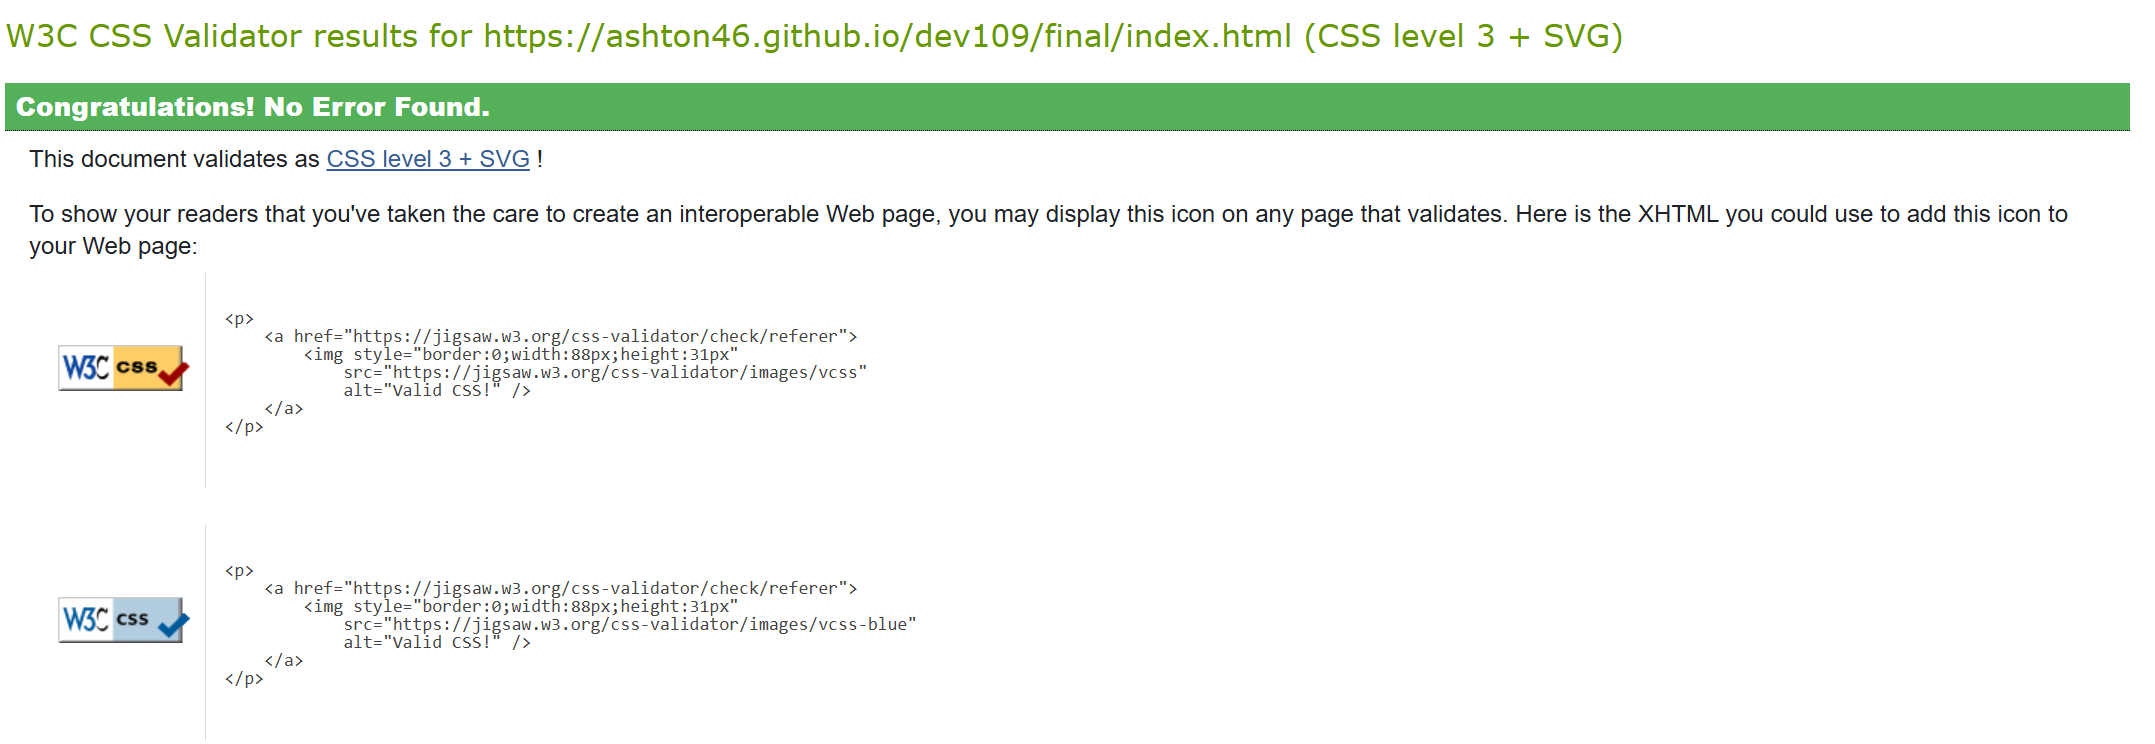 W3C CSS Validator results for https://ashton46.github.io/dev109/final/index.html (CSS level 3 + SVG)
Congratulations! No Error Found.
This document validates as CSS level 3 + SVG !
To show your readers that you've taken the care to create an interoperable Web page, you may display this icon on any page that validates. Here is the XHTML you could use to add this icon to
your Web page:
W3C css
<p>
    <a href="https://jigsaw.w3.org/css-validator/check/referer">
        <img style="border:0;width:88px;height:31px"
            src="https://jigsaw.w3.org/css-validator/images/vcss"
            alt="Valid CSS!" />
    </a>
</p>
W3C css
<p>
    <a href="https://jigsaw.w3.org/css-validator/check/referer">
        <img style="border:0;width:88px;height:31px"
            src="https://jigsaw.w3.org/css-validator/images/vcss-blue"
            alt="Valid CSS!" />
    </a>
</p>